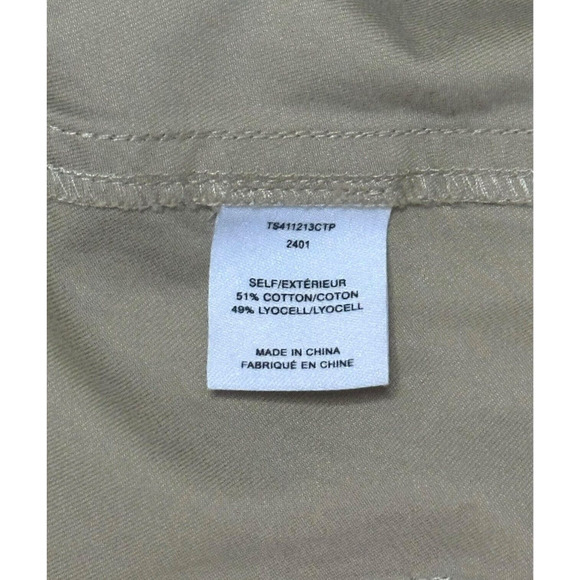 TS411213CTP
2401
SELF/EXTÉRIEUR
51% COTTON/COTON
49% LYOCELL/LYOCELL
MADE IN CHINA
FABRIQUÉ EN CHINE